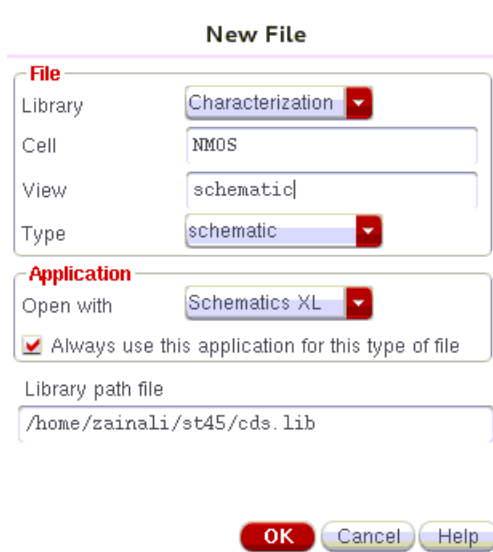 New File
File
Library Characterization
Cell NMOS
View schematic
Type schematic
Application
Open with Schematics XL
Always use this application for this type of file
Library path file
/home/zainali/st45/cds.lib
OK Cancel Help